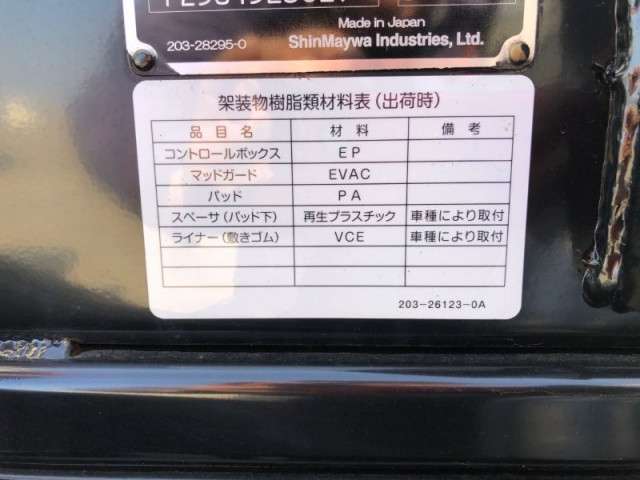 Made in Japan
203-28295-0 ShinMaywa Industries, Ltd.
架装物樹脂類材料表(出荷時)
品目名 材料 備考
コントロールボックス EP
マッドガード EVAC
パッド PA
スペーサ(パッド下) 再生プラスチック 車種により取付
ライナー(敷きゴム) VCE 車種により取付
203-26123-0A